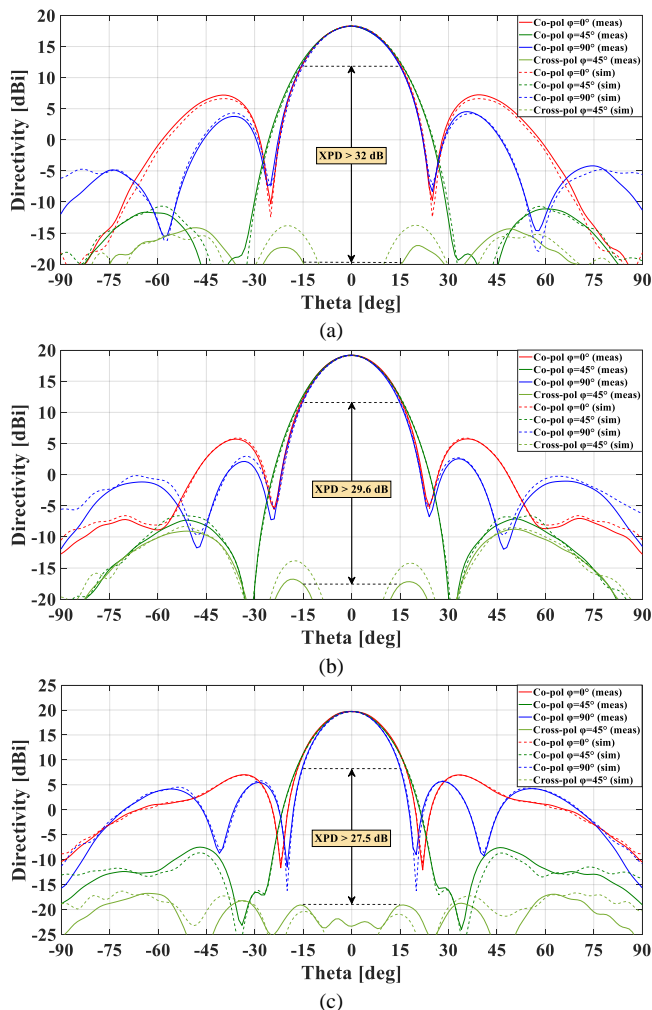 20
15
10
5
0
-5
-10
-15
-20
Directivity [dBi]
Co-pol φ=0° (meas)
Co-pol φ=45° (meas)
Co-pol φ=90° (meas)
Cross-pol φ=45° (meas)
Co-pol φ=0° (sim)
Co-pol φ=45° (sim)
Co-pol φ=90° (sim)
Cross-pol φ=45° (sim)
XPD > 32 dB
-90 -75 -60 -45 -30 -15 0 15 30 45 60 75 90
Theta [deg]
(a)
20
15
10
5
0
-5
-10
-15
-20
Directivity [dBi]
Co-pol φ=0° (meas)
Co-pol φ=45° (meas)
Co-pol φ=90° (meas)
Cross-pol φ=45° (meas)
Co-pol φ=0° (sim)
Co-pol φ=45° (sim)
Co-pol φ=90° (sim)
Cross-pol φ=45° (sim)
XPD > 29.6 dB
-90 -75 -60 -45 -30 -15 0 15 30 45 60 75 90
Theta [deg]
(b)
25
20
15
10
5
0
-5
-10
-15
-20
-25
Directivity [dBi]
Co-pol φ=0° (meas)
Co-pol φ=45° (meas)
Co-pol φ=90° (meas)
Cross-pol φ=45° (meas)
Co-pol φ=0° (sim)
Co-pol φ=45° (sim)
Co-pol φ=90° (sim)
Cross-pol φ=45° (sim)
XPD > 27.5 dB
-90 -75 -60 -45 -30 -15 0 15 30 45 60 75 90
Theta [deg]
(c)